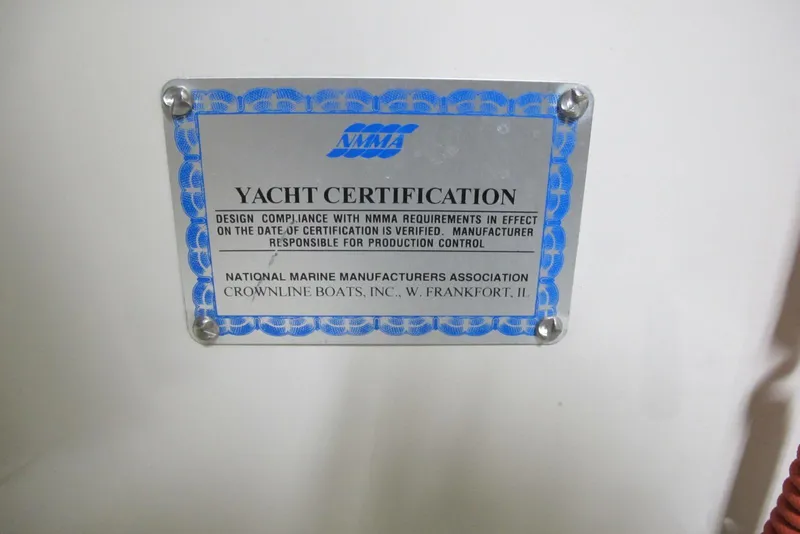 NMMA
YACHT CERTIFICATION
DESIGN COMPLIANCE WITH NMMA REQUIREMENTS IN EFFECT
ON THE DATE OF CERTIFICATION IS VERIFIED. MANUFACTURER
RESPONSIBLE FOR PRODUCTION CONTROL
NATIONAL MARINE MANUFACTURERS ASSOCIATION
CROWNLINE BOATS, INC., W. FRANKFORT, IL